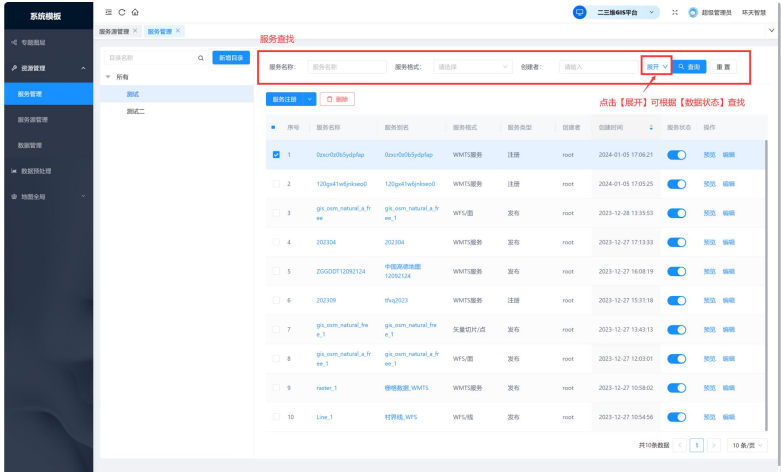 系统模板
二三维GIS平台
超级管理员 环天智慧
服务源管理 × 服务管理 ×
专题图层
资源管理
服务管理
服务源管理
数据管理
数据预处理
地图全局
目录名称
新增目录
所有
测试
测试二
服务查找
服务名称: 服务名称 服务格式: 请选择 创建者: 请输入 展开 查询 重置
点击【展开】可根据【数据状态】查找
服务注册 删除
序号 服务名称 服务别名 服务格式 服务类型 创建者 创建时间 服务状态 操作
1 0zxcr0z0b5ydpfap 0zxcr0z0b5ydpfap WMTS服务 注册 root 2024-01-05 17:06:21 预览 编辑
2 120gx41w6jnkseo0 120gx41w6jnkseo0 WMTS服务 注册 root 2024-01-05 17:05:25 预览 编辑
3 gis_osm_natural_a_fr gis_osm_natural_a_fr WFS/面 发布 root 2023-12-28 13:35:53 预览 编辑
ee ee_1
4 202304 202304 WMTS服务 发布 root 2023-12-27 17:13:33 预览 编辑
5 ZGGDDT12092124 中国高德地图 WMTS服务 发布 root 2023-12-27 16:08:19 预览 编辑
12092124
6 202309 thxq2023 WMTS服务 注册 root 2023-12-27 15:31:18 预览 编辑
7 gis_osm_natural_fre gis_osm_natural_fre 矢量切片/点 发布 root 2023-12-27 13:43:13 预览 编辑
e_1 e_1
8 gis_osm_natural_a_fr gis_osm_natural_a_fr WFS/面 发布 root 2023-12-27 12:03:01 预览 编辑
ee_1 ee_1
9 raster_1 栅格数据_WMTS WMTS服务 发布 root 2023-12-27 10:58:02 预览 编辑
10 Line_1 村界线_WFS WFS/线 发布 root 2023-12-27 10:54:56 预览 编辑
共10条数据 < 1 > 10 条/页